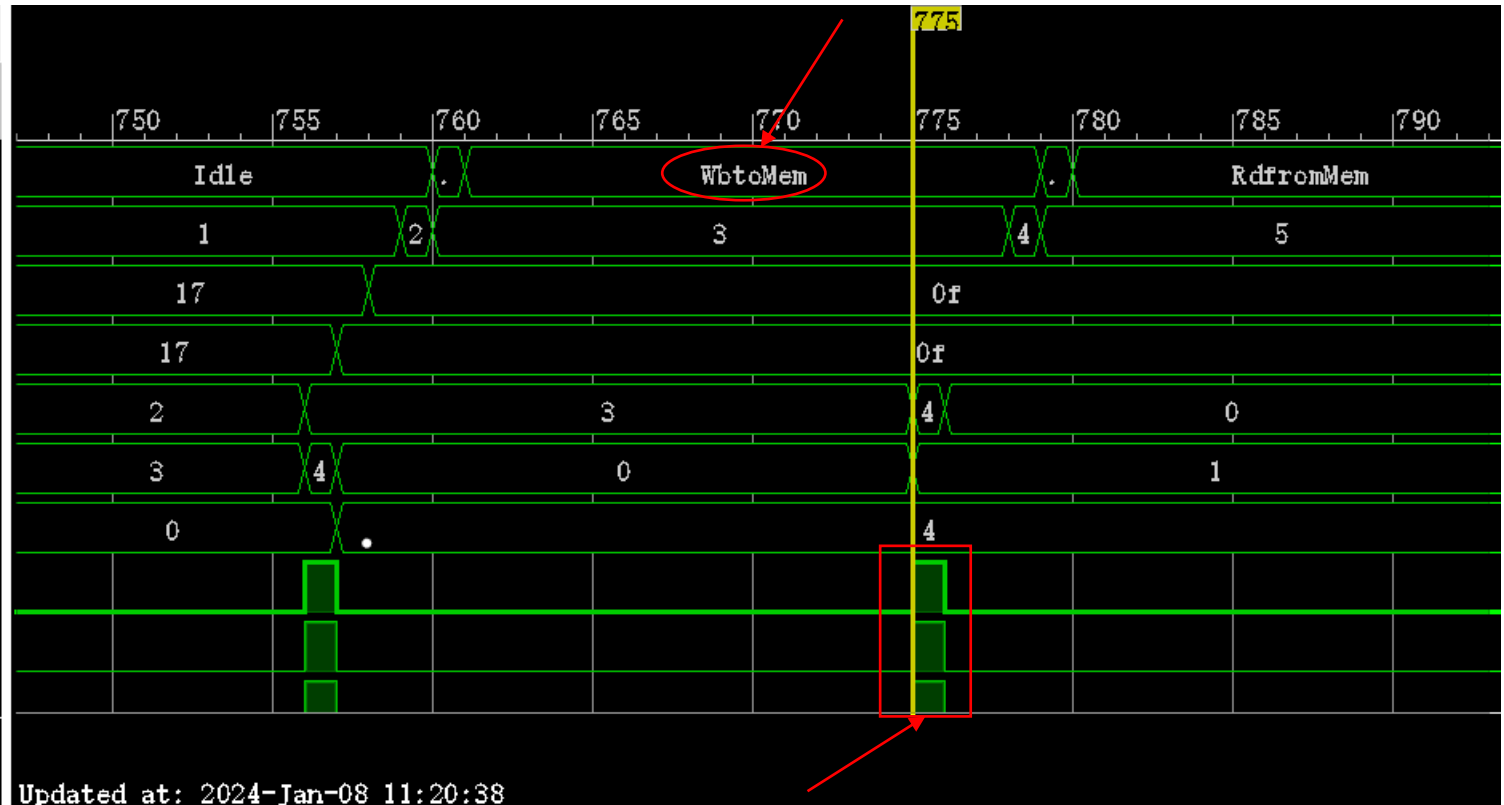 775
750 755 760 765 770 775 780 785 790
Idle . WbtoMem . RdfromMem
1 2 3 4 5
17 0f
17 0f
2 3 4 0
3 4 0 1
0 . 4
Updated at: 2024-Jan-08 11:20:38